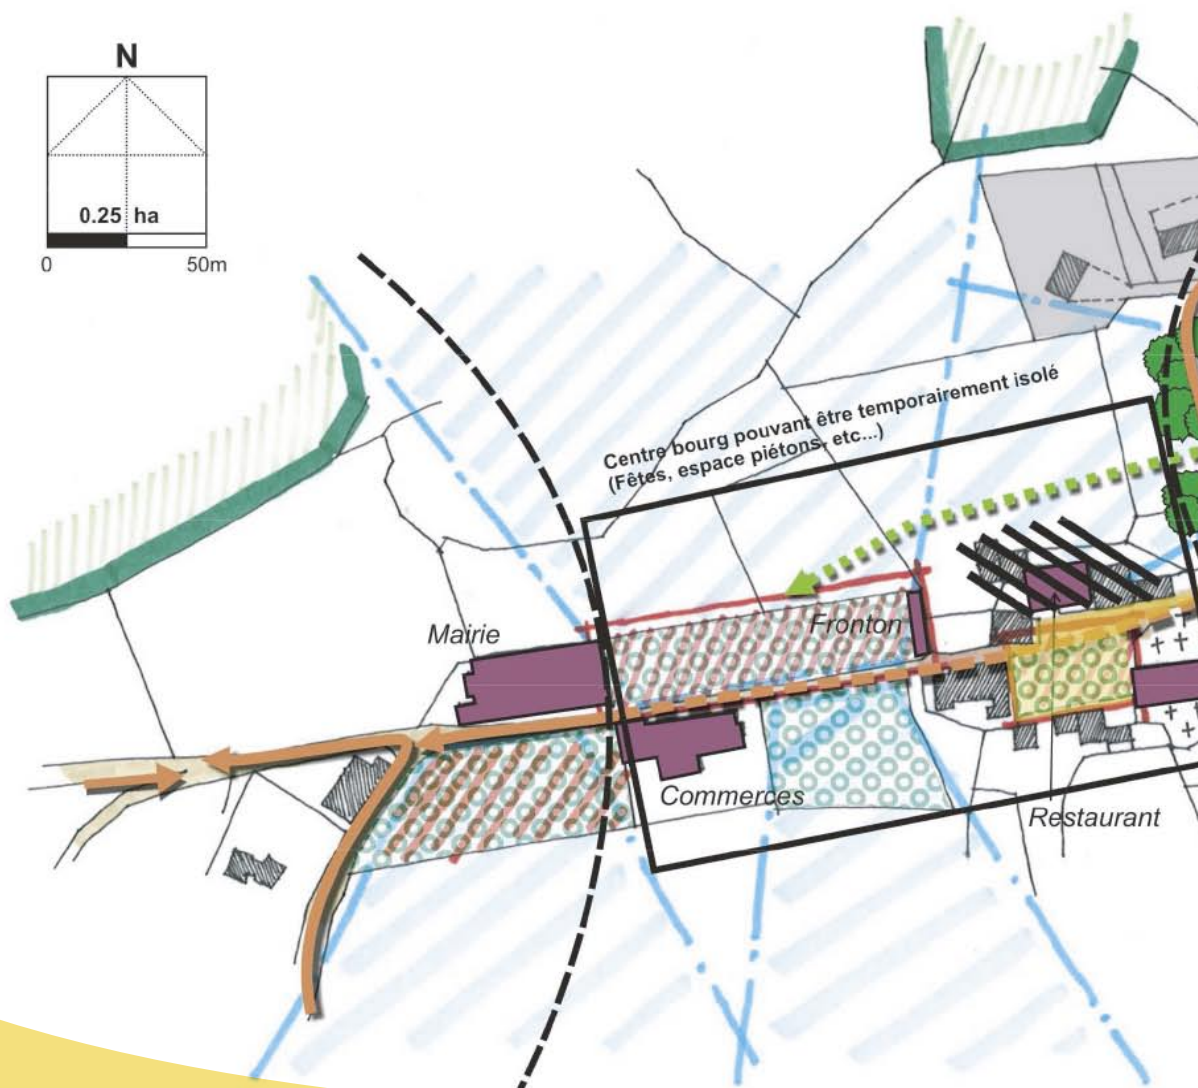 N
0.25 ha
0 50m
Centre bourg pouvant être temporairement isolé
(Fêtes, espace piétons, etc...)
Mairie
Fronton
Commerces
Restaurant